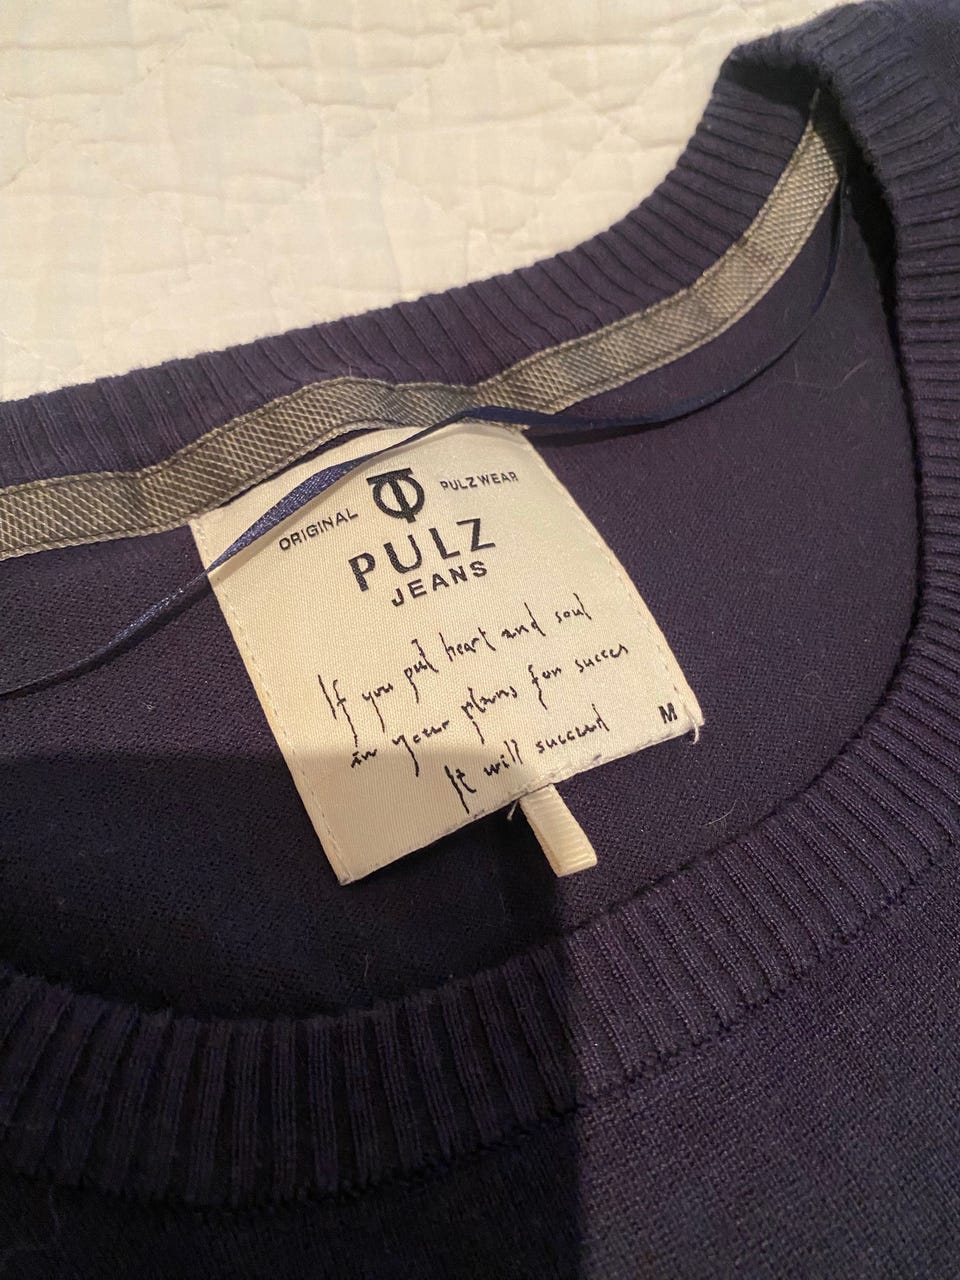 ORIGINAL PULZWEAR
PULZ
JEANS
If you put heart and soul
in your plans for succes
It will succeed
M